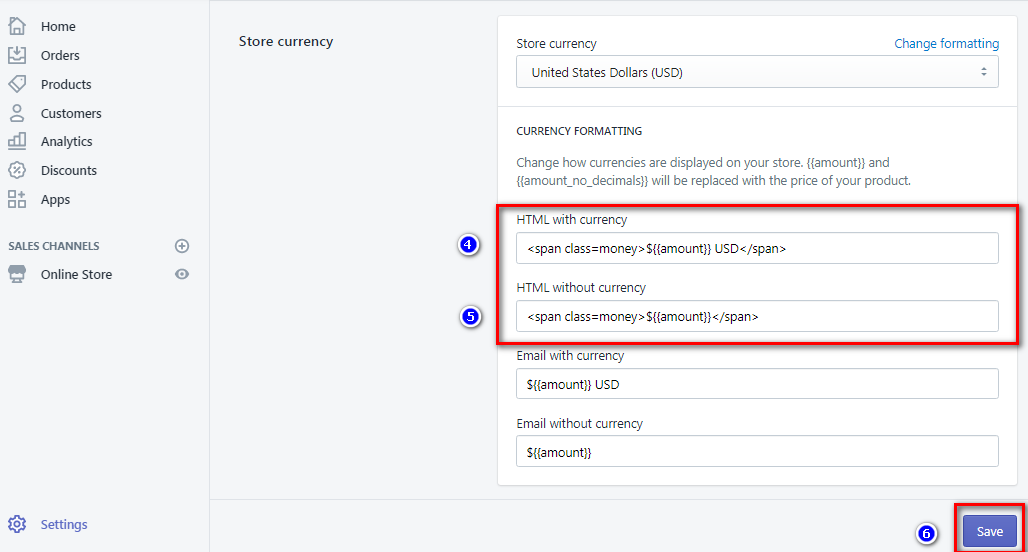 Home
Orders
Products
Customers
Analytics
Discounts
Apps
SALES CHANNELS
Online Store
Settings
Store currency
Store currency
Change formatting
United States Dollars (USD)
CURRENCY FORMATTING
Change how currencies are displayed on your store. {{amount}} and
{{amount_no_decimals}} will be replaced with the price of your product.
HTML with currency
4
<span class=money>${{amount}} USD</span>
HTML without currency
5
<span class=money>${{amount}}</span>
Email with currency
${{amount}} USD
Email without currency
${{amount}}
6
Save